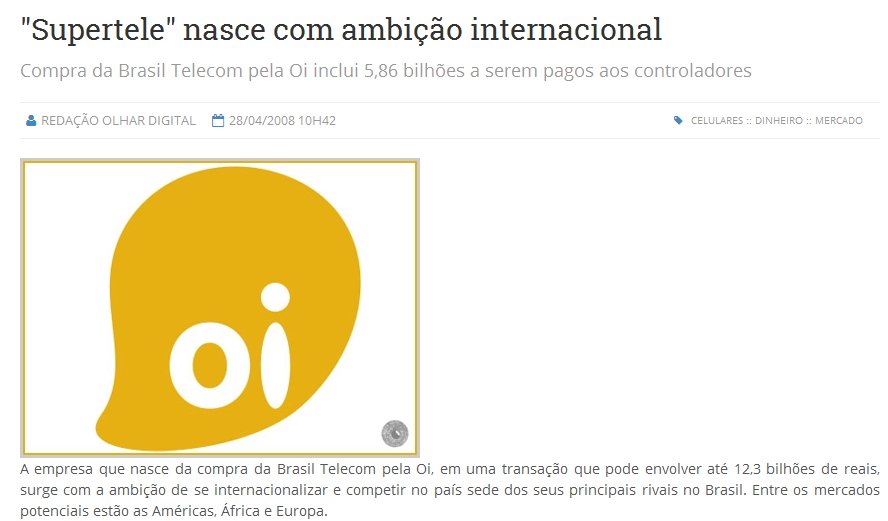 "Supertele" nasce com ambição internacional
Compra da Brasil Telecom pela Oi inclui 5,86 bilhões a serem pagos aos controladores
REDAÇÃO OLHAR DIGITAL 28/04/2008 10H42 CELULARES :: DINHEIRO :: MERCADO
oi
A empresa que nasce da compra da Brasil Telecom pela Oi, em uma transação que pode envolver até 12,3 bilhões de reais,
surge com a ambição de se internacionalizar e competir no país sede dos seus principais rivais no Brasil. Entre os mercados
potenciais estão as Américas, África e Europa.